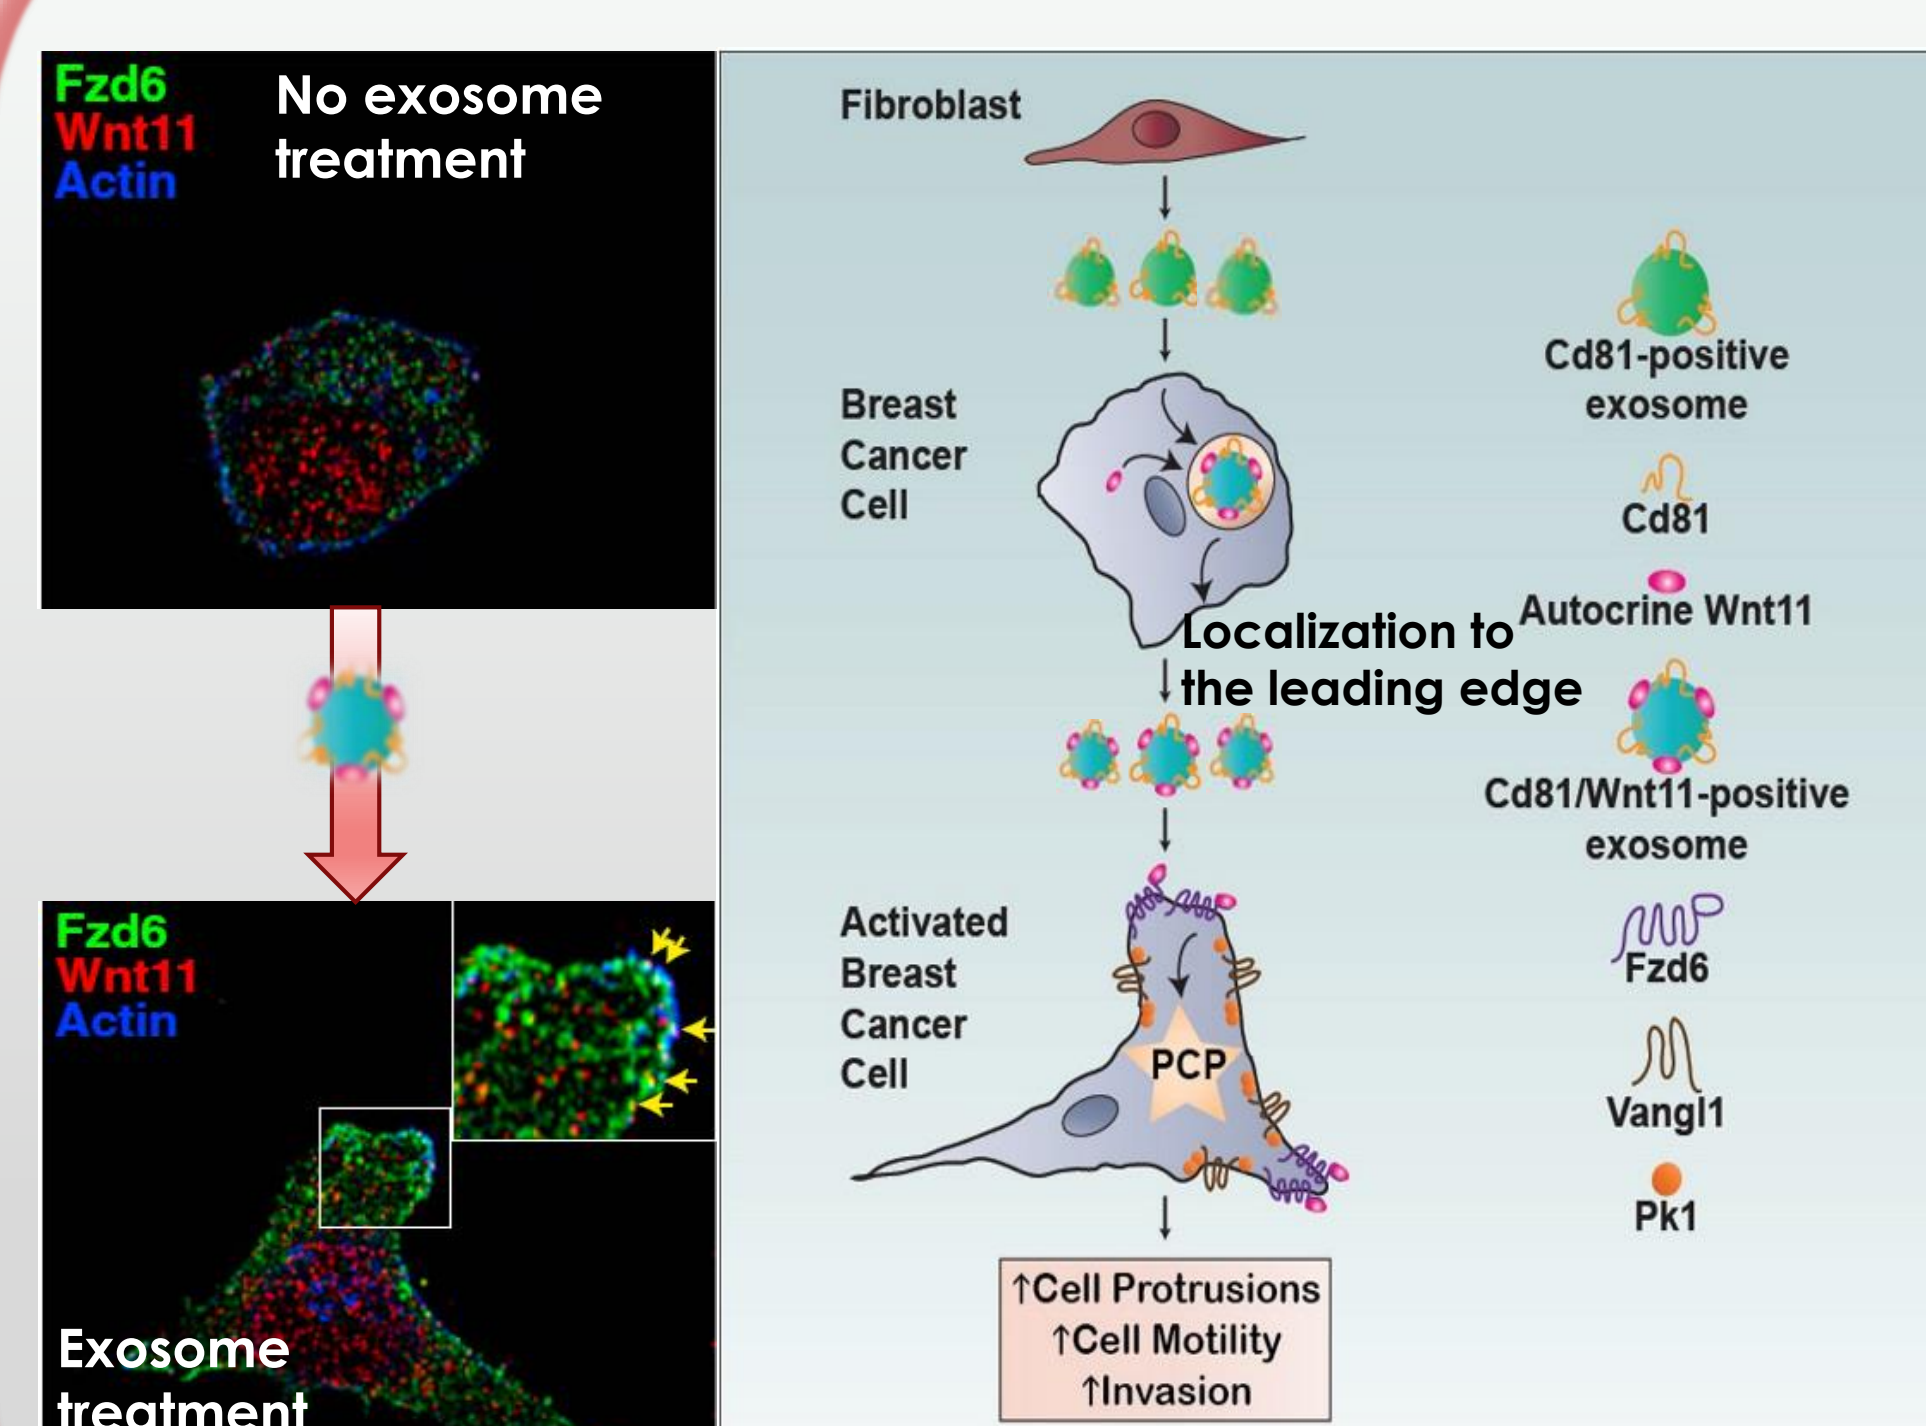 Fzd6
Wnt11
Actin
No exosome
treatment
Fzd6
Wnt11
Actin
Exosome
treatment
Fibroblast
Breast
Cancer
Cell
Localization to
the leading edge
Activated
Breast
Cancer
Cell
PCP
↑Cell Protrusions
↑Cell Motility
↑Invasion
Cd81-positive
exosome
Cd81
Autocrine Wnt11
Cd81/Wnt11-positive
exosome
Fzd6
Vangl1
Pk1